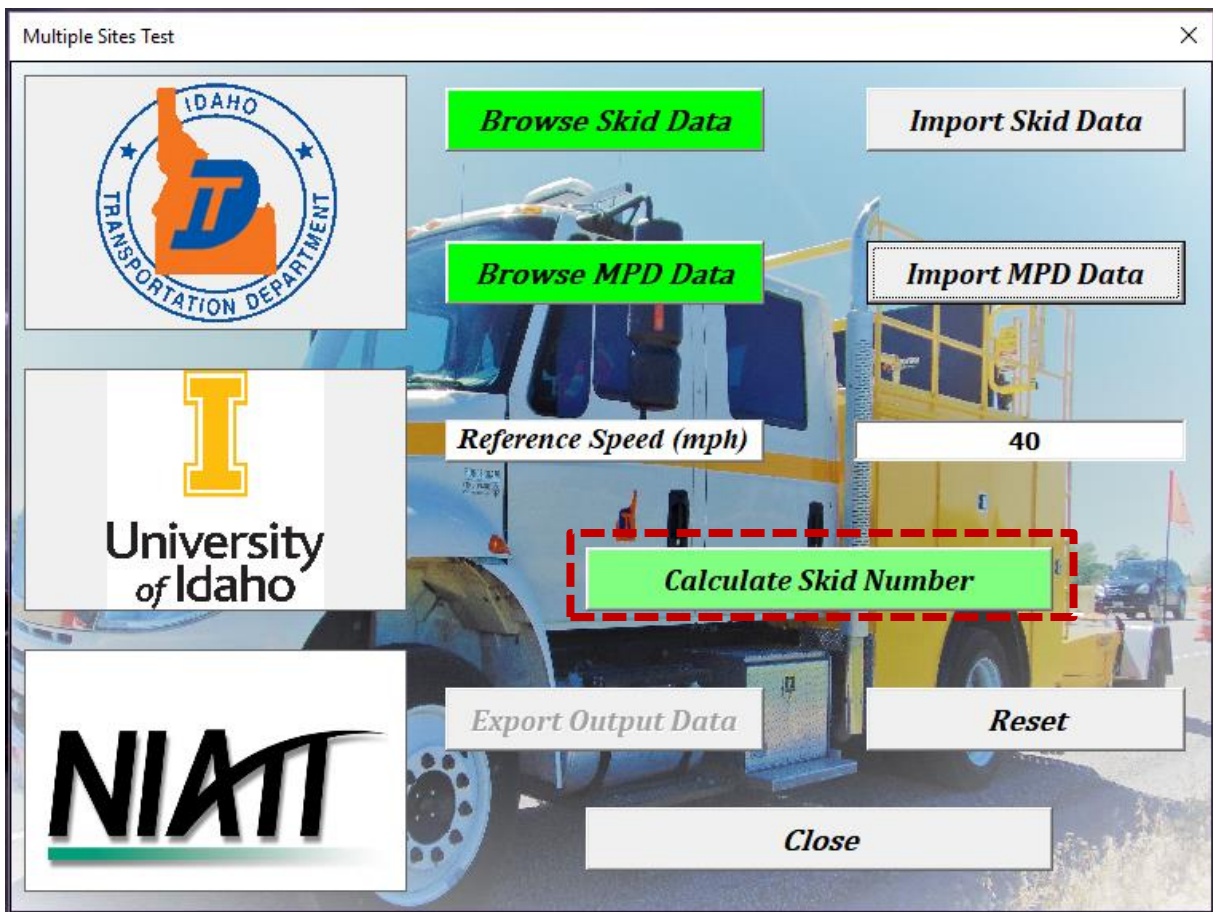 Multiple Sites Test
IDAHO
TRANSPORTATION DEPARTMENT
Browse Skid Data
Import Skid Data
Browse MPD Data
Import MPD Data
University
of Idaho
Reference Speed (mph)
40
Calculate Skid Number
NIATT
Export Output Data
Reset
Close